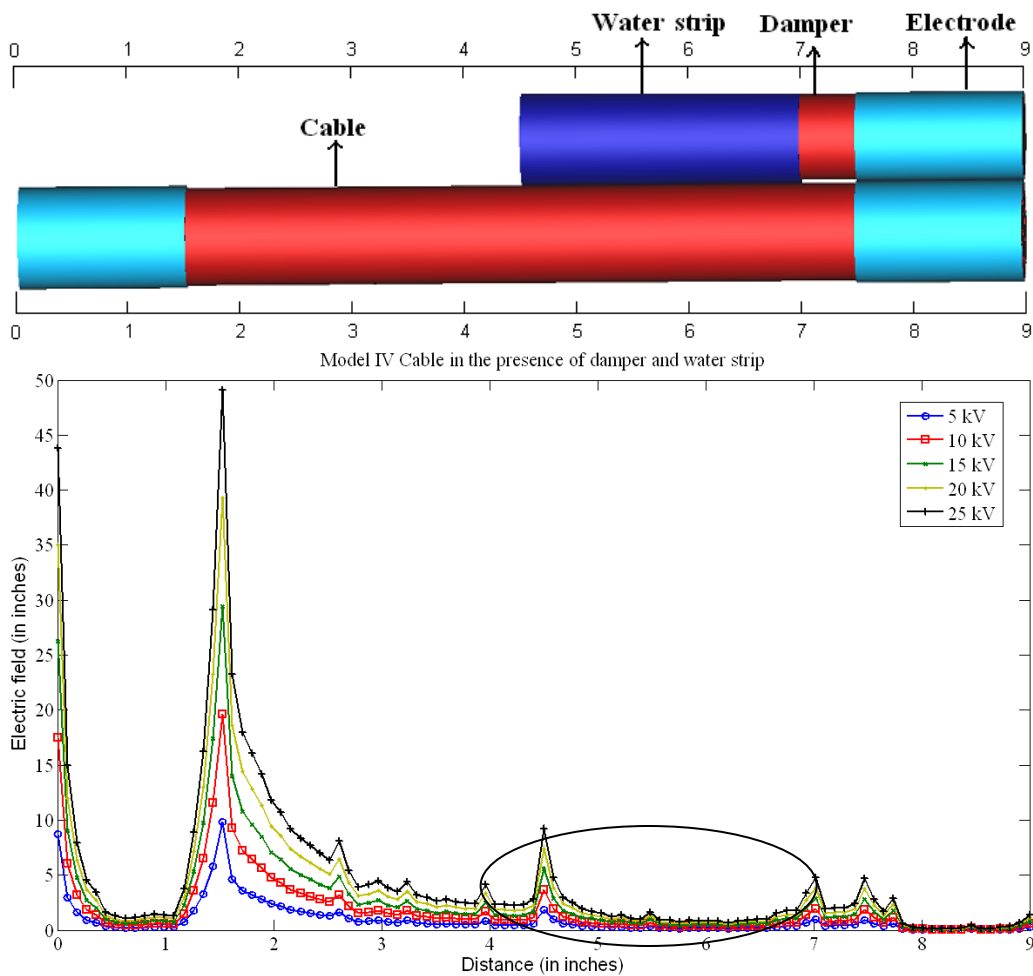 Water strip Damper Electrode
0 1 2 3 4 5 6 7 8 9
Cable
0 1 2 3 4 5 6 7 8 9
Model IV Cable in the presence of damper and water strip
50
45
40
35
30
25
20
15
10
5
0
Electric field (in inches)
5 kV
10 kV
15 kV
20 kV
25 kV
0 1 2 3 4 5 6 7 8 9
Distance (in inches)